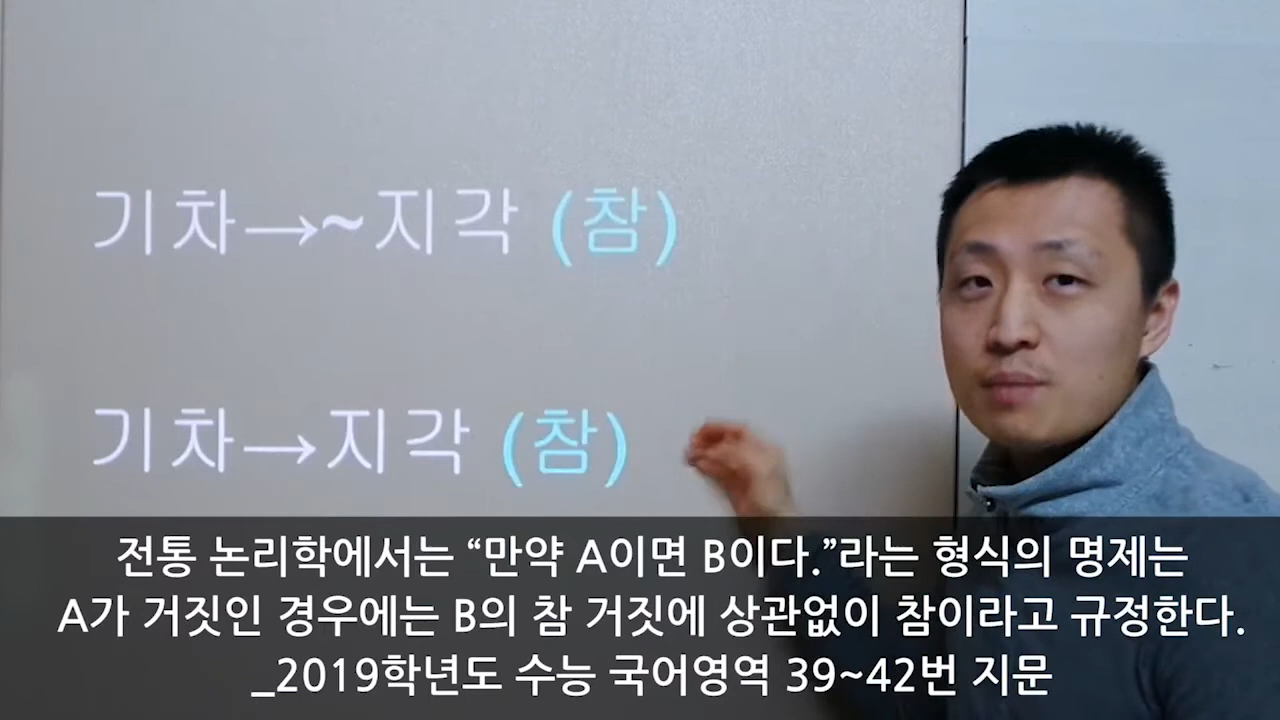 기차→~지각 (참)
기차→지각 (참)
전통 논리학에서는 “만약 A이면 B이다.”라는 형식의 명제는
A가 거짓인 경우에는 B의 참 거짓에 상관없이 참이라고 규정한다.
_2019학년도 수능 국어영역 39~42번 지문